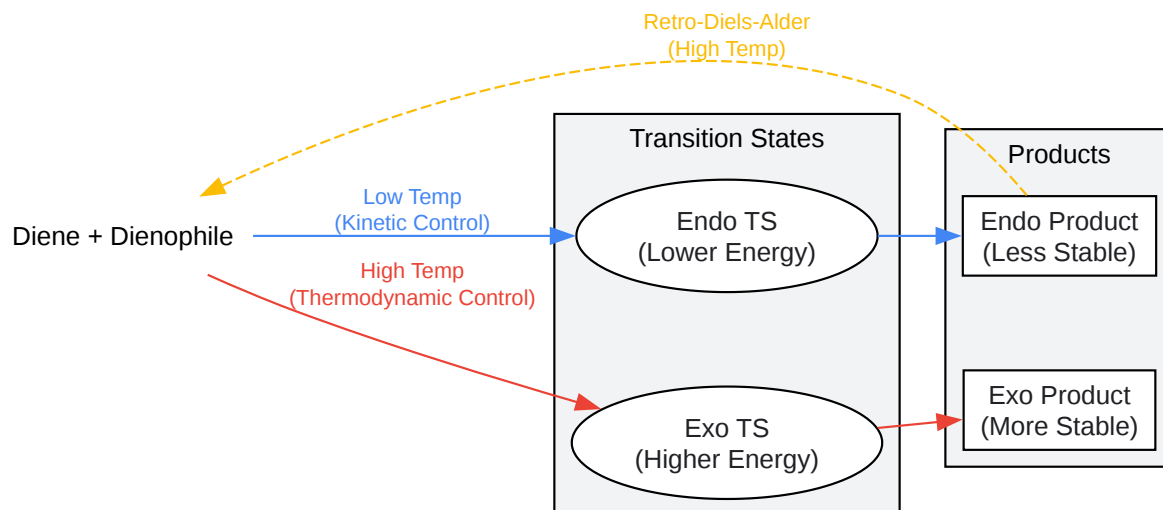 Retro-Diels-Alder
(High Temp)
Transition States
Products
Low Temp
(Kinetic Control)
Diene + Dienophile
Endo TS
(Lower Energy)
Endo Product
(Less Stable)
High Temp
(Thermodynamic Control)
Exo TS
(Higher Energy)
Exo Product
(More Stable)